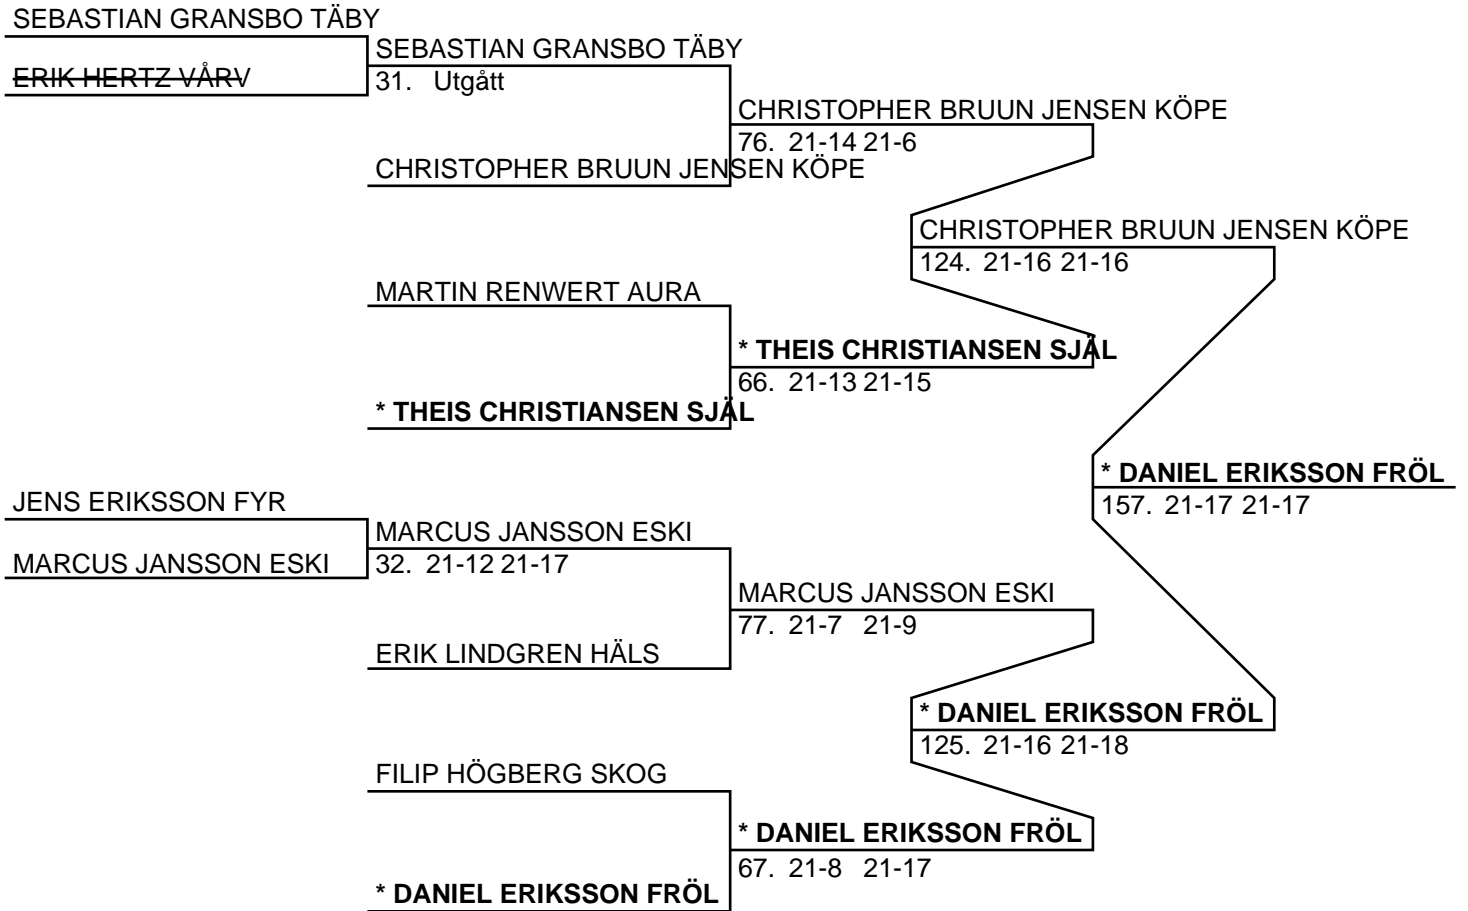 SEBASTIAN GRANSBO TÄBY
SEBASTIAN GRANSBO TÄBY
ERIK HERTZ VÅRV
31. Utgått
CHRISTOPHER BRUUN JENSEN KÖPE
76. 21-14 21-6
CHRISTOPHER BRUUN JENSEN KÖPE
CHRISTOPHER BRUUN JENSEN KÖPE
124. 21-16 21-16
MARTIN RENWERT AURA
* THEIS CHRISTIANSEN SJÄL
66. 21-13 21-15
* THEIS CHRISTIANSEN SJÄL
* DANIEL ERIKSSON FRÖL
157. 21-17 21-17
JENS ERIKSSON FYR
MARCUS JANSSON ESKI
MARCUS JANSSON ESKI
32. 21-12 21-17
MARCUS JANSSON ESKI
77. 21-7 21-9
ERIK LINDGREN HÄLS
* DANIEL ERIKSSON FRÖL
125. 21-16 21-18
FILIP HÖGBERG SKOG
* DANIEL ERIKSSON FRÖL
67. 21-8 21-17
* DANIEL ERIKSSON FRÖL